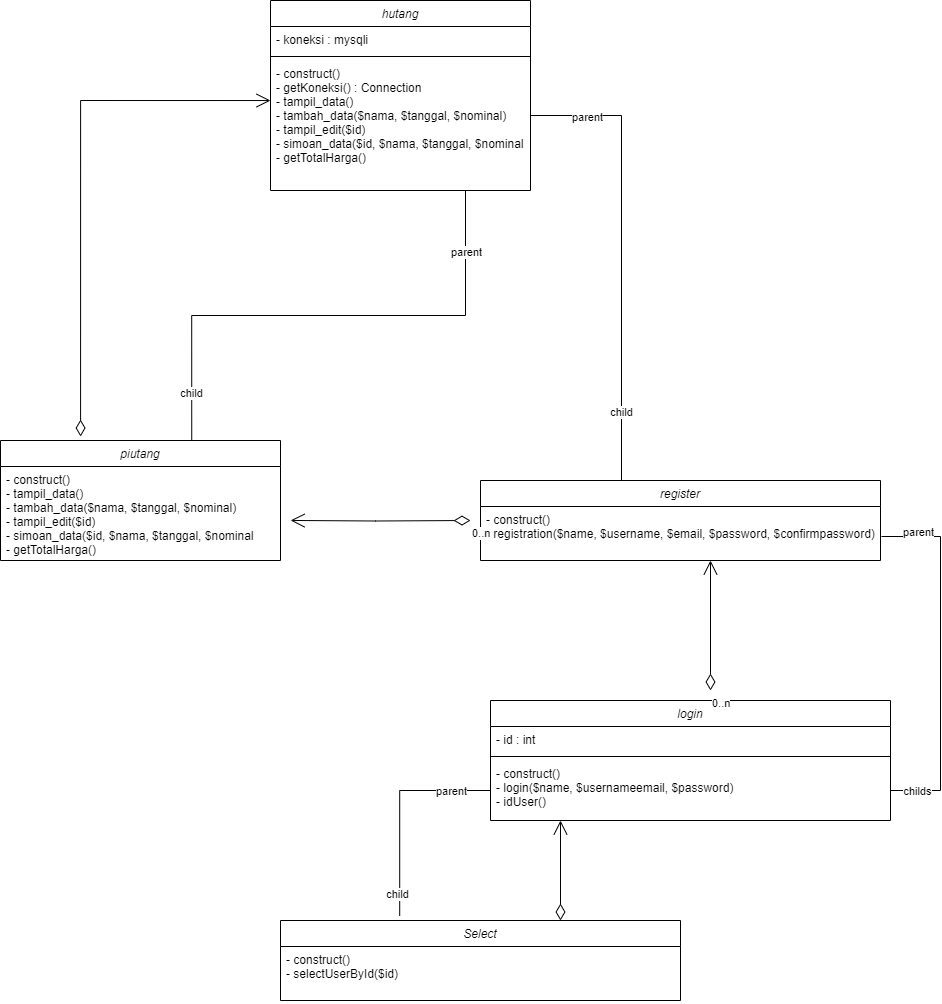 hutang
- koneksi : mysqli
- construct()
- getKoneksi() : Connection
- tampil_data()
- tambah_data($nama, $tanggal, $nominal)
- tampil_edit($id)
- simoan_data($id, $nama, $tanggal, $nominal
- getTotalHarga()
parent
parent
child
child
piutang
- construct()
- tampil_data()
- tambah_data($nama, $tanggal, $nominal)
- tampil_edit($id)
- simoan_data($id, $nama, $tanggal, $nominal
- getTotalHarga()
register
- construct()
0..n
registration($name, $username, $email, $password, $confirmpassword)
parent
0..n
login
- id : int
- construct()
- login($name, $usernameemail, $password)
- idUser()
parent
childs
child
Select
- construct()
- selectUserById($id)